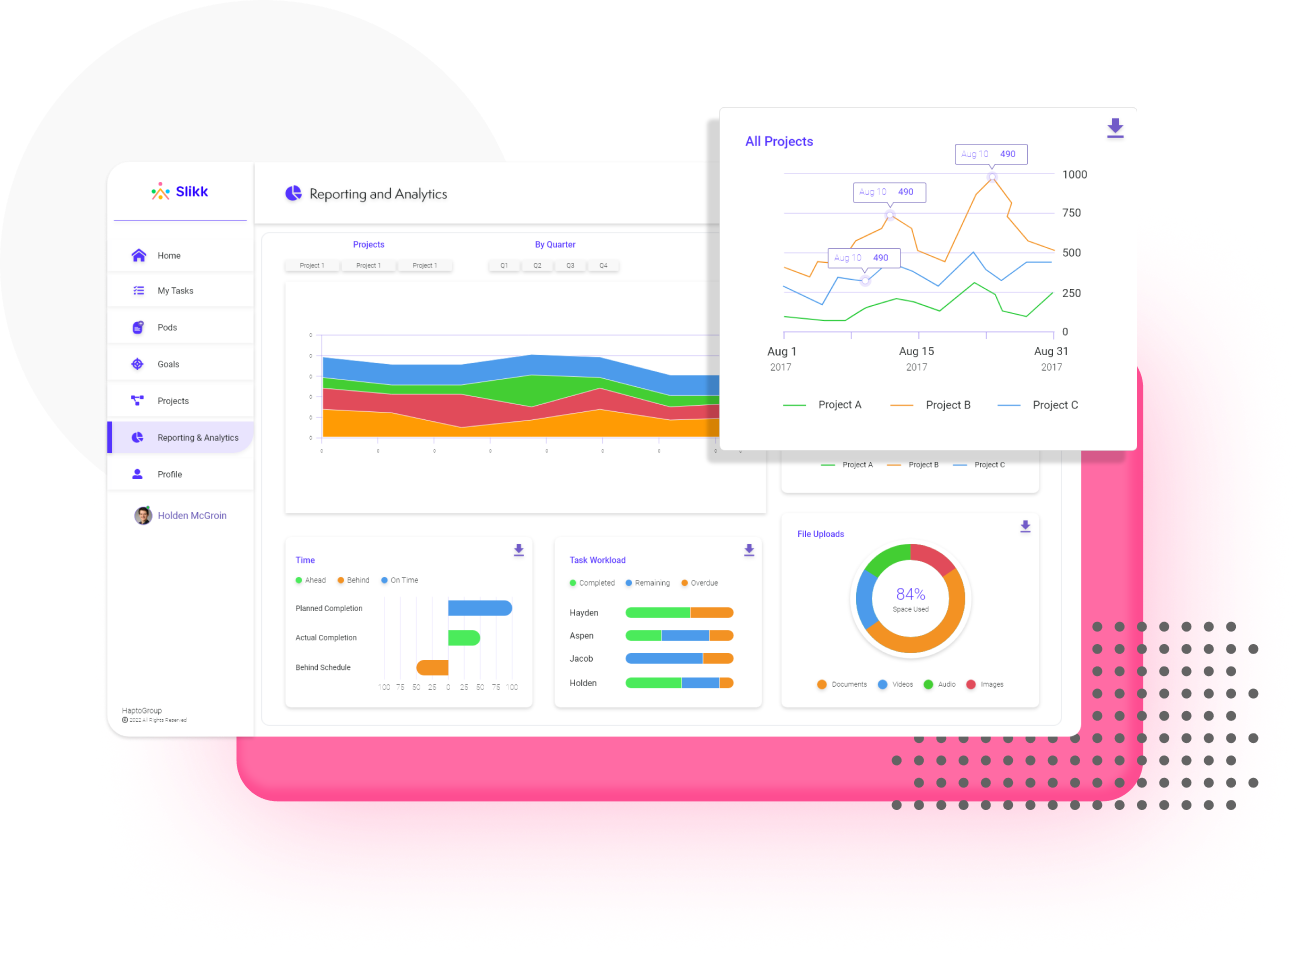 Slikk
Home
My Tasks
Pods
Goals
Projects
Reporting & Analytics
Profile
Holden McGroin
HaptoGroup
© 2022 All Rights Reserved
Reporting and Analytics
Projects
By Quarter
Project 1 Project 1 Project 1
Q1 Q2 Q3 Q4
0
0
0
0
0
0
0 0 0 0 0 0 0 0
All Projects
Aug 10 490
Aug 10 490
Aug 10 490
1000
750
500
250
0
Aug 1 Aug 15 Aug 31
2017 2017 2017
Project A Project B Project C
Project A Project B Project C
Time
Ahead Behind On Time
Planned Completion
Actual Completion
Behind Schedule
100 75 50 25 0 25 50 75 100
Task Workload
Completed Remaining Overdue
Hayden
Aspen
Jacob
Holden
File Uploads
84%
Space Used
Documents Videos Audio Images